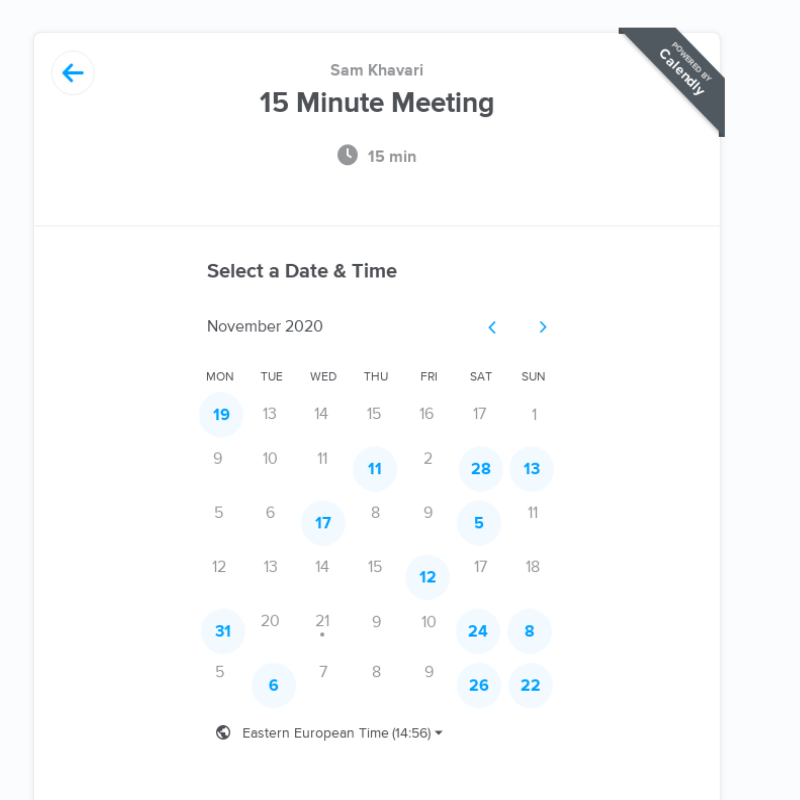 POWERED BY
Calendly
Sam Khavari
15 Minute Meeting
15 min
Select a Date & Time
November 2020
MON TUE WED THU FRI SAT SUN
19 13 14 15 16 17 1
9 10 11 11 2 28 13
5 6 17 8 9 5 11
12 13 14 15 12 17 18
31 20 21 9 10 24 8
5 6 7 8 9 26 22
Eastern European Time (14:56)